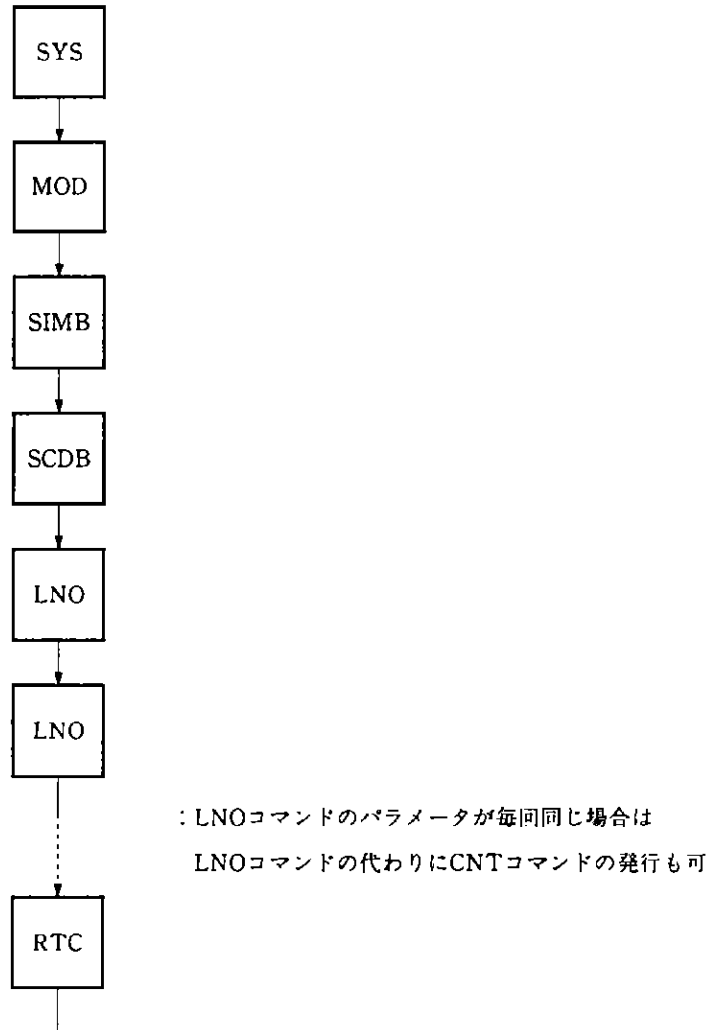 SYS
MOD
SIMB
SCDB
LNO
LNO
：LNOコマンドのパラメータが毎回同じ場合は
LNOコマンドの代わりにCNTコマンドの発行も可
RTC